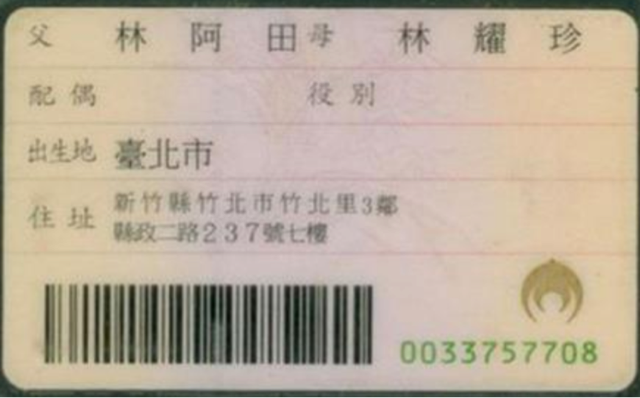 父 林阿田 母 林耀珍
配偶 役別
出生地 臺北市
住址 新竹縣竹北市竹北里3鄰
縣政二路237號七樓
0033757708